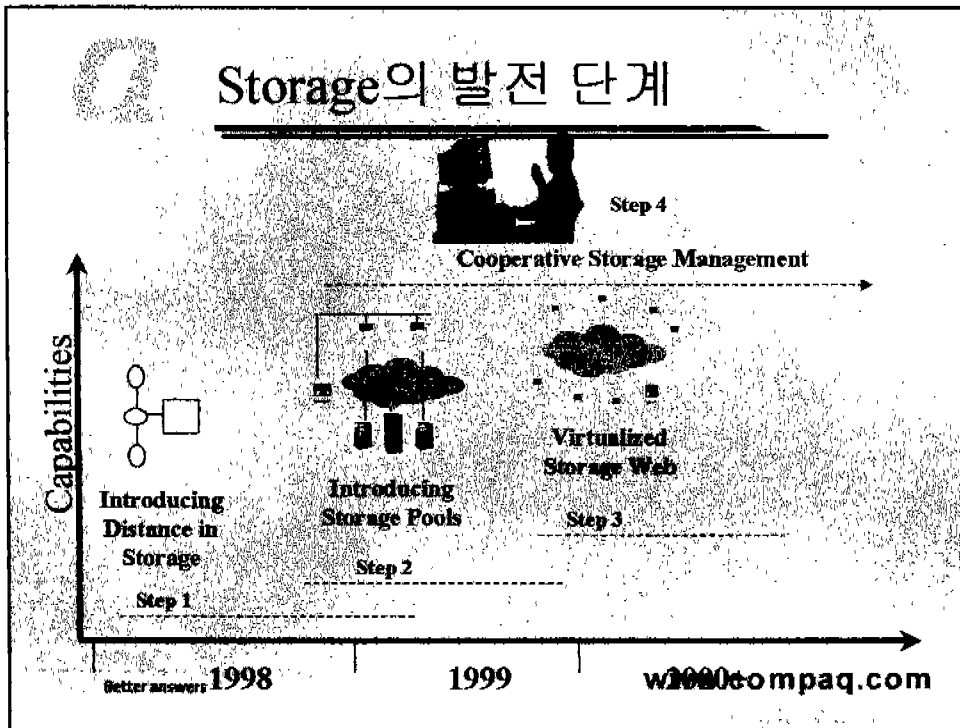 Storage의 발전 단계
Step 4
Cooperative Storage Management
Capabilities
Virtualized
Storage Web
Step 3
Introducing
Storage Pools
Step 2
Introducing
Distance in
Storage
Step 1
1998
1999
2000+
Better answers
www.compaq.com